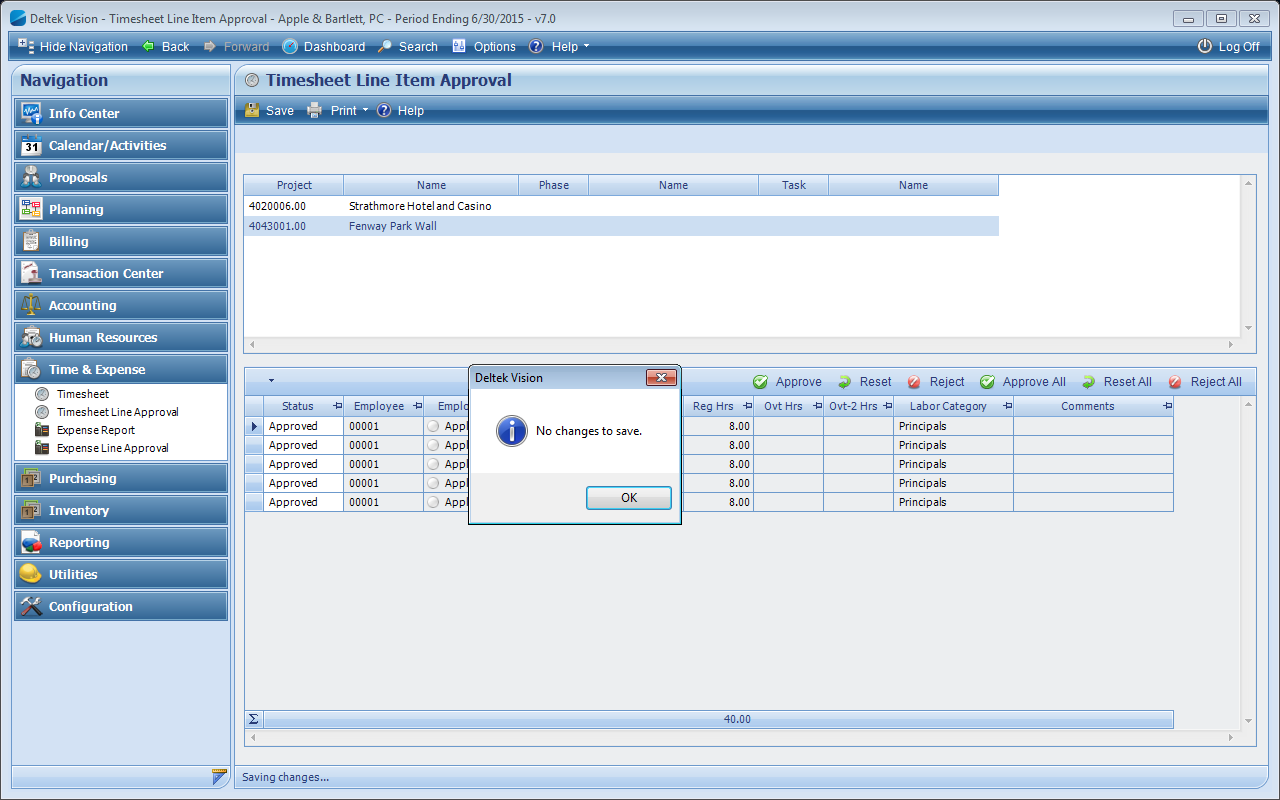 Deltek Vision - Timesheet Line Item Approval - Apple & Bartlett, PC - Period Ending 6/30/2015 - v7.0
Hide Navigation Back Forward Dashboard Search Options Help Log Off
Navigation
Info Center
31 Calendar/Activities
Proposals
Planning
Billing
Transaction Center
Accounting
Human Resources
Time & Expense
Timesheet
Timesheet Line Approval
Expense Report
Expense Line Approval
Purchasing
Inventory
Reporting
Utilities
Configuration
Timesheet Line Item Approval
Save Print Help
Project Name Phase Name Task Name
4020006.00 Strathmore Hotel and Casino
4043001.00 Fenway Park Wall
Approve Reset Reject Approve All Reset All Reject All
Status Employee Emplo Reg Hrs Ovt Hrs Ovt-2 Hrs Labor Category Comments
Approved 00001 Appl 8.00 Principals
Approved 00001 Appl 8.00 Principals
Approved 00001 Appl 8.00 Principals
Approved 00001 Appl 8.00 Principals
Approved 00001 Appl 8.00 Principals
Σ 40.00
Deltek Vision
No changes to save.
OK
Saving changes...